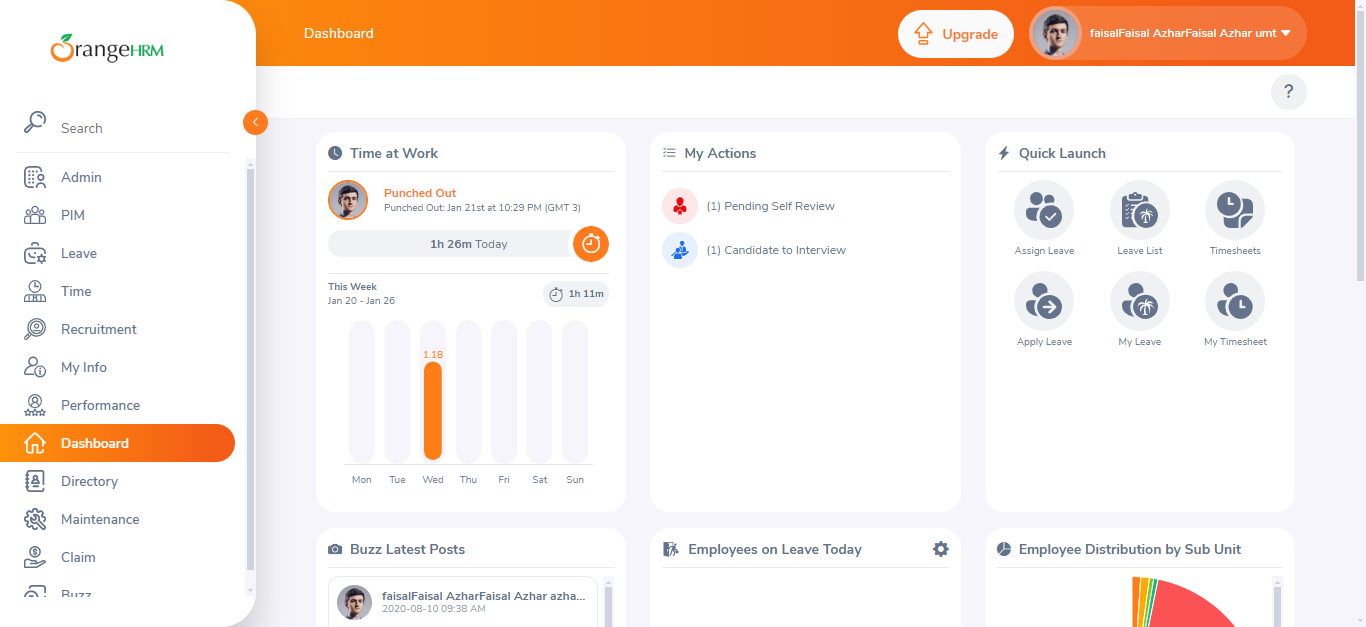 OrangeHRM
Dashboard
Upgrade
faisalFaisal AzharFaisal Azhar umt
?
Search
Admin
PIM
Leave
Time
Recruitment
My Info
Performance
Dashboard
Directory
Maintenance
Claim
Buzz
Time at Work
Punched Out
Punched Out: Jan 21st at 10:29 PM (GMT 3)
1h 26m Today
This Week
Jan 20 - Jan 26
1h 11m
1.18
Mon Tue Wed Thu Fri Sat Sun
My Actions
(1) Pending Self Review
(1) Candidate to Interview
Quick Launch
Assign Leave Leave List Timesheets
Apply Leave My Leave My Timesheet
Buzz Latest Posts
faisalFaisal AzharFaisal Azhar azha...
2020-08-10 09:38 AM
Employees on Leave Today
Employee Distribution by Sub Unit